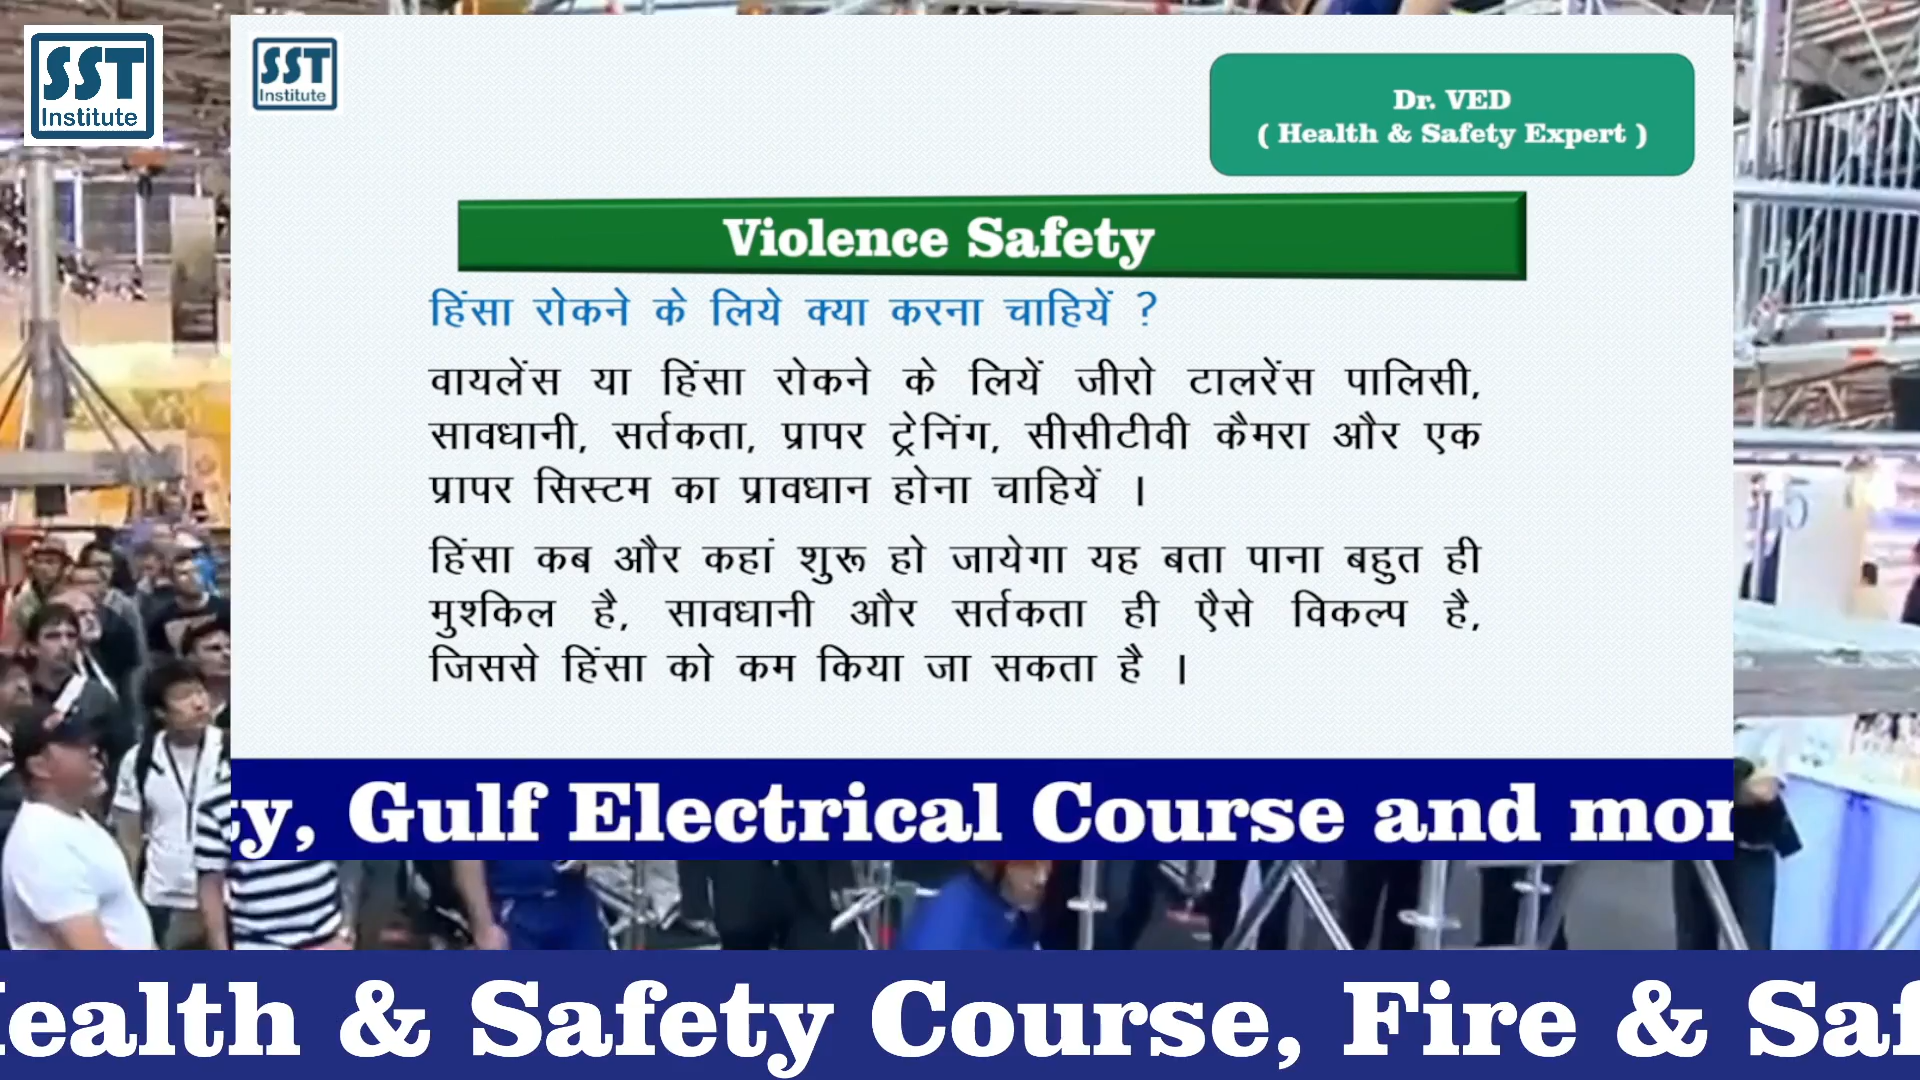 SST
Institute
SST
Institute
Dr. VED
( Health & Safety Expert )
Violence Safety
हिंसा रोकने के लिये क्या करना चाहियें ?
वायलेंस या हिंसा रोकने के लियें जीरो टालरेंस पालिसी,
सावधानी, सर्तकता, प्रापर ट्रेनिंग, सीसीटीवी कैमरा और एक
प्रापर सिस्टम का प्रावधान होना चाहियें ।
हिंसा कब और कहां शुरू हो जायेगा यह बता पाना बहुत ही
मुश्किल है, सावधानी और सर्तकता ही एैसे विकल्प है,
जिससे हिंसा को कम किया जा सकता है ।
ty, Gulf Electrical Course and mor
ealth & Safety Course, Fire & Saf